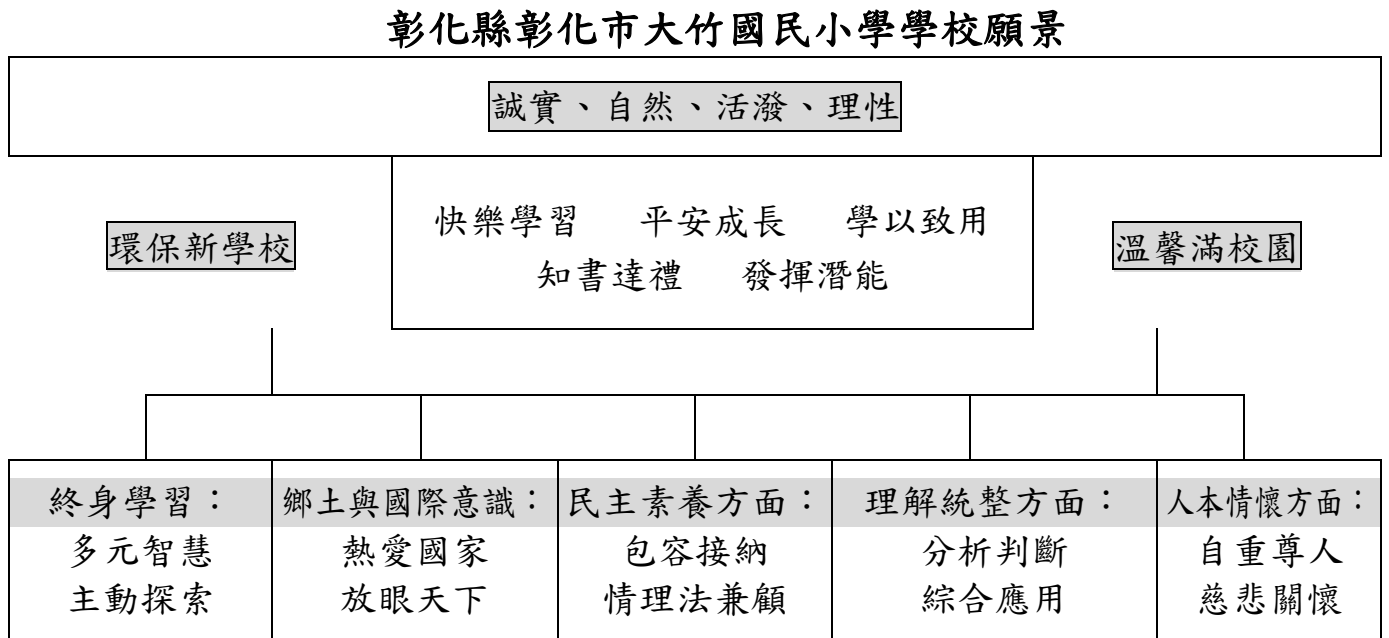 彰化縣彰化市大竹國民小學學校願景
誠實、自然、活潑、理性
環保新學校
快樂學習 平安成長 學以致用
知書達禮 發揮潛能
溫馨滿校園
終身學習：
多元智慧
主動探索
鄉土與國際意識：
熱愛國家
放眼天下
民主素養方面：
包容接納
情理法兼顧
理解統整方面：
分析判斷
綜合應用
人本情懷方面：
自重尊人
慈悲關懷